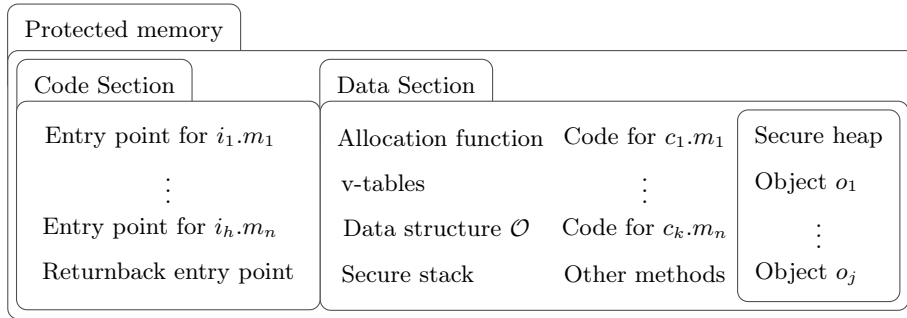 Protected memory
Code Section
Entry point for i₁.m₁
⋮
Entry point for iₕ.mₙ
Returnback entry point
Data Section
Allocation function
v-tables
Data structure 𝒪
Secure stack
Code for c₁.m₁
⋮
Code for cₖ.mₙ
Other methods
Secure heap
Object o₁
⋮
Object oⱼ